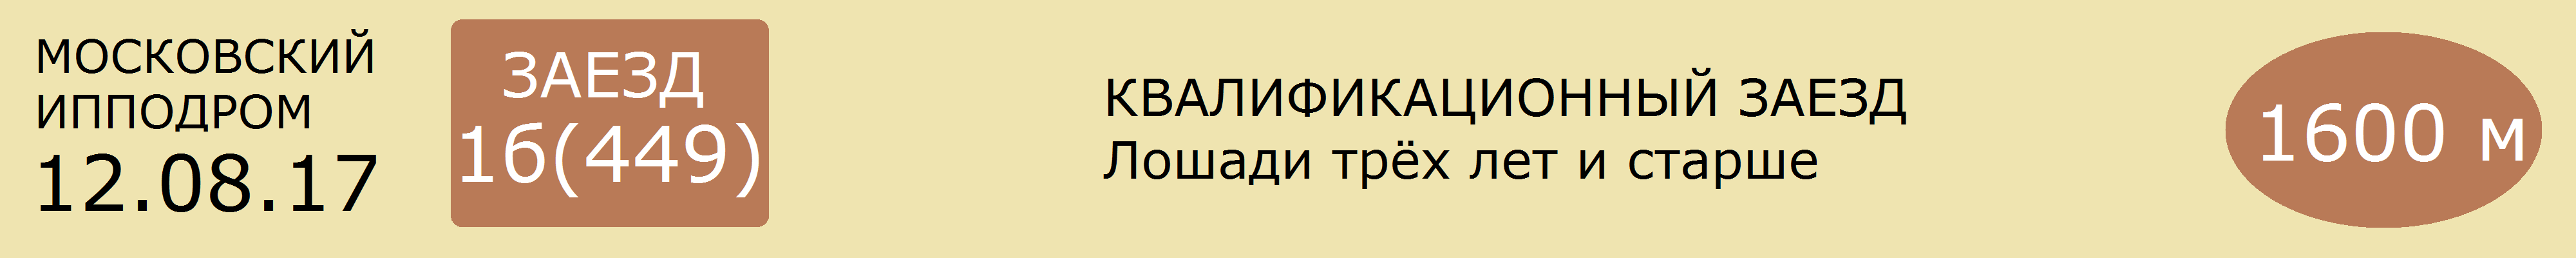 МОСКОВСКИЙ
ИППОДРОМ
12.08.17
ЗАЕЗД
16(449)
КВАЛИФИКАЦИОННЫЙ ЗАЕЗД
Лошади трёх лет и старше
1600 м